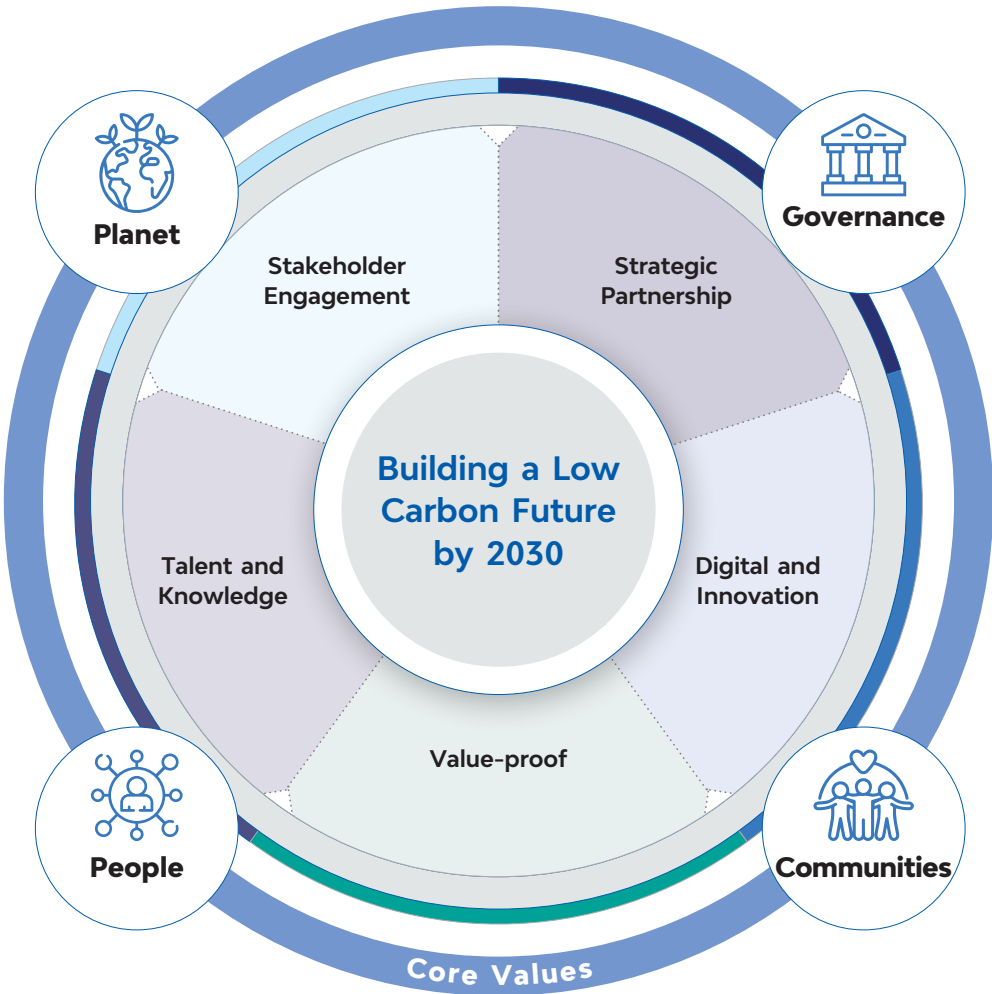 Planet
Governance
Stakeholder
Engagement
Strategic
Partnership
Building a Low
Carbon Future
by 2030
Talent and
Knowledge
Digital and
Innovation
Value-proof
People
Communities
Core Values